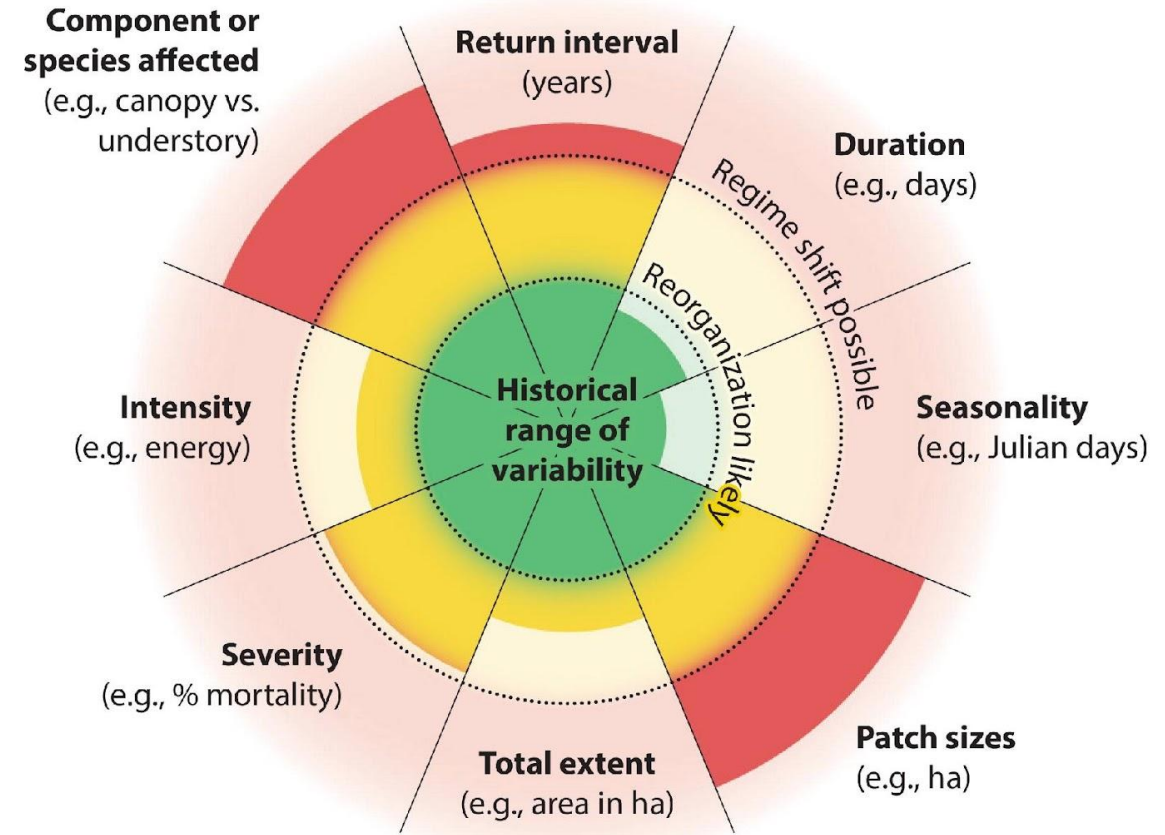 Component or
species affected
(e.g., canopy vs.
understory)
Return interval
(years)
Duration
(e.g., days)
Regime shift possible
Reorganization likely
Historical
range of
variability
Intensity
(e.g., energy)
Seasonality
(e.g., Julian days)
Severity
(e.g., % mortality)
Total extent
(e.g., area in ha)
Patch sizes
(e.g., ha)